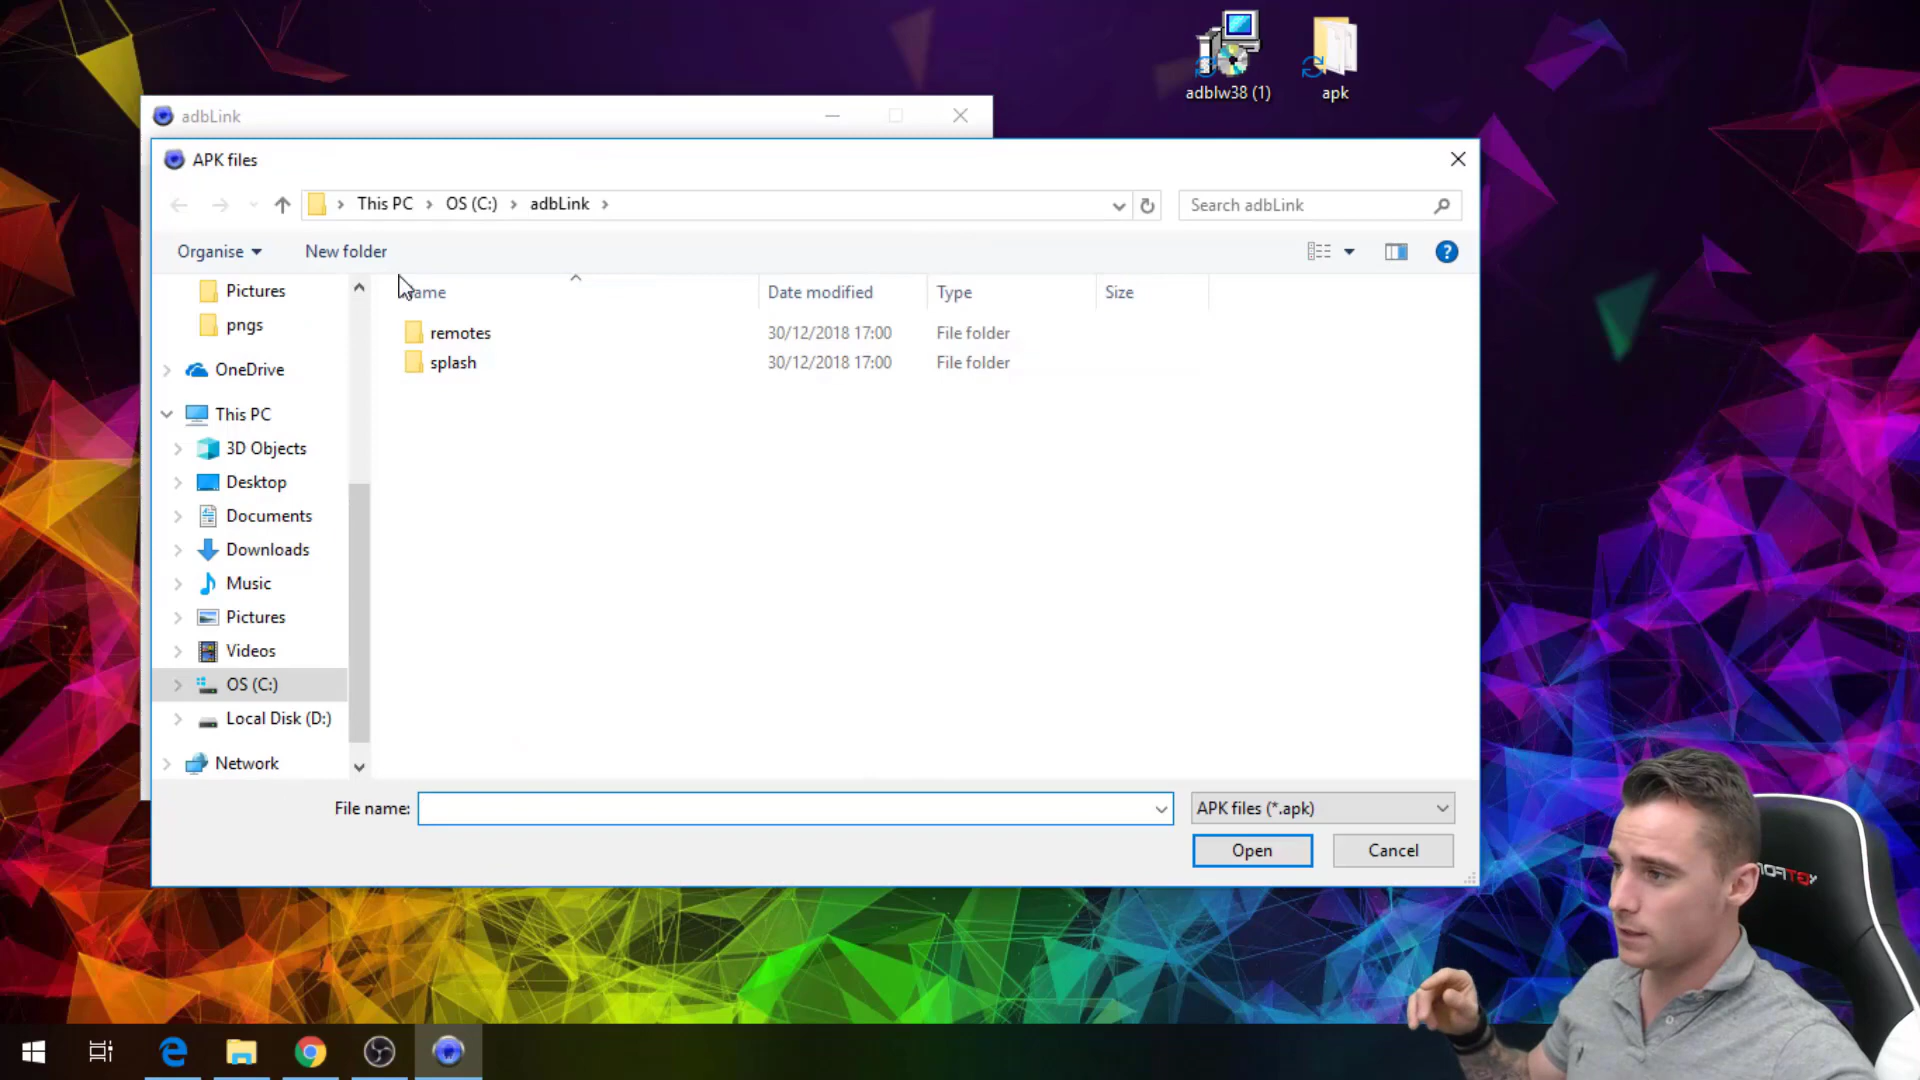 adblw38 (1)
apk
adbLink
APK files
This PC
OS (C:)
adbLink
Search adbLink
Organise
New folder
Date modified
Type
Size
Pictures
pngs
OneDrive
This PC
3D Objects
Desktop
Documents
Downloads
Music
Pictures
Videos
OS (C:)
Local Disk (D:)
Network
remotes
30/12/2018 17:00
File folder
splash
30/12/2018 17:00
File folder
File name:
APK files (*.apk)
Open
Cancel